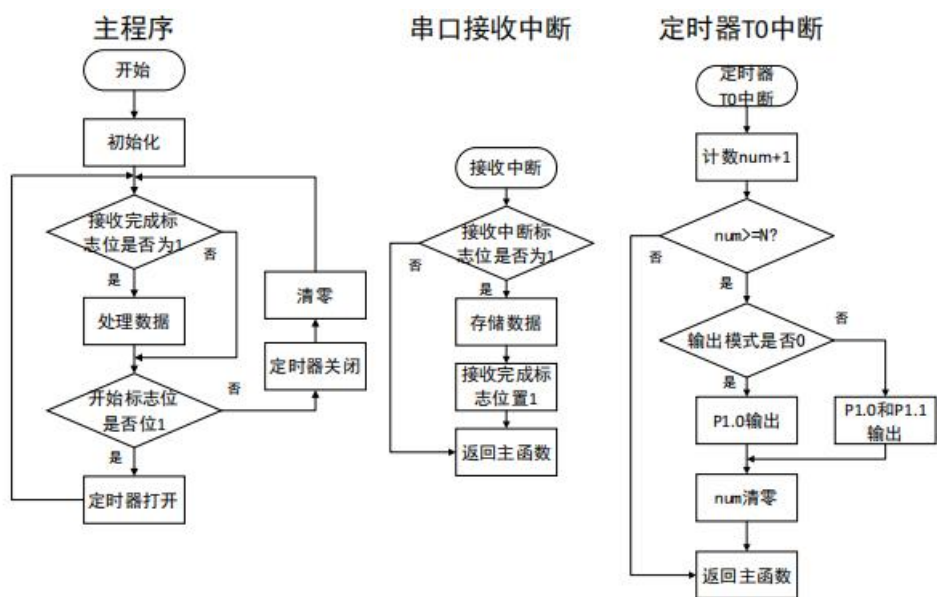 主程序
开始
初始化
接收完成标
志位是否为1
否
是
处理数据
开始标志位
是否位1
否
是
定时器打开
清零
定时器关闭
串口接收中断
接收中断
接收中断标
志位是否为1
否
是
存储数据
接收完成标
志位置1
返回主函数
定时器T0中断
定时器
T0中断
计数num+1
num>=N?
否
是
输出模式是否0
否
是
P1.0输出
P1.0和P1.1
输出
num清零
返回主函数